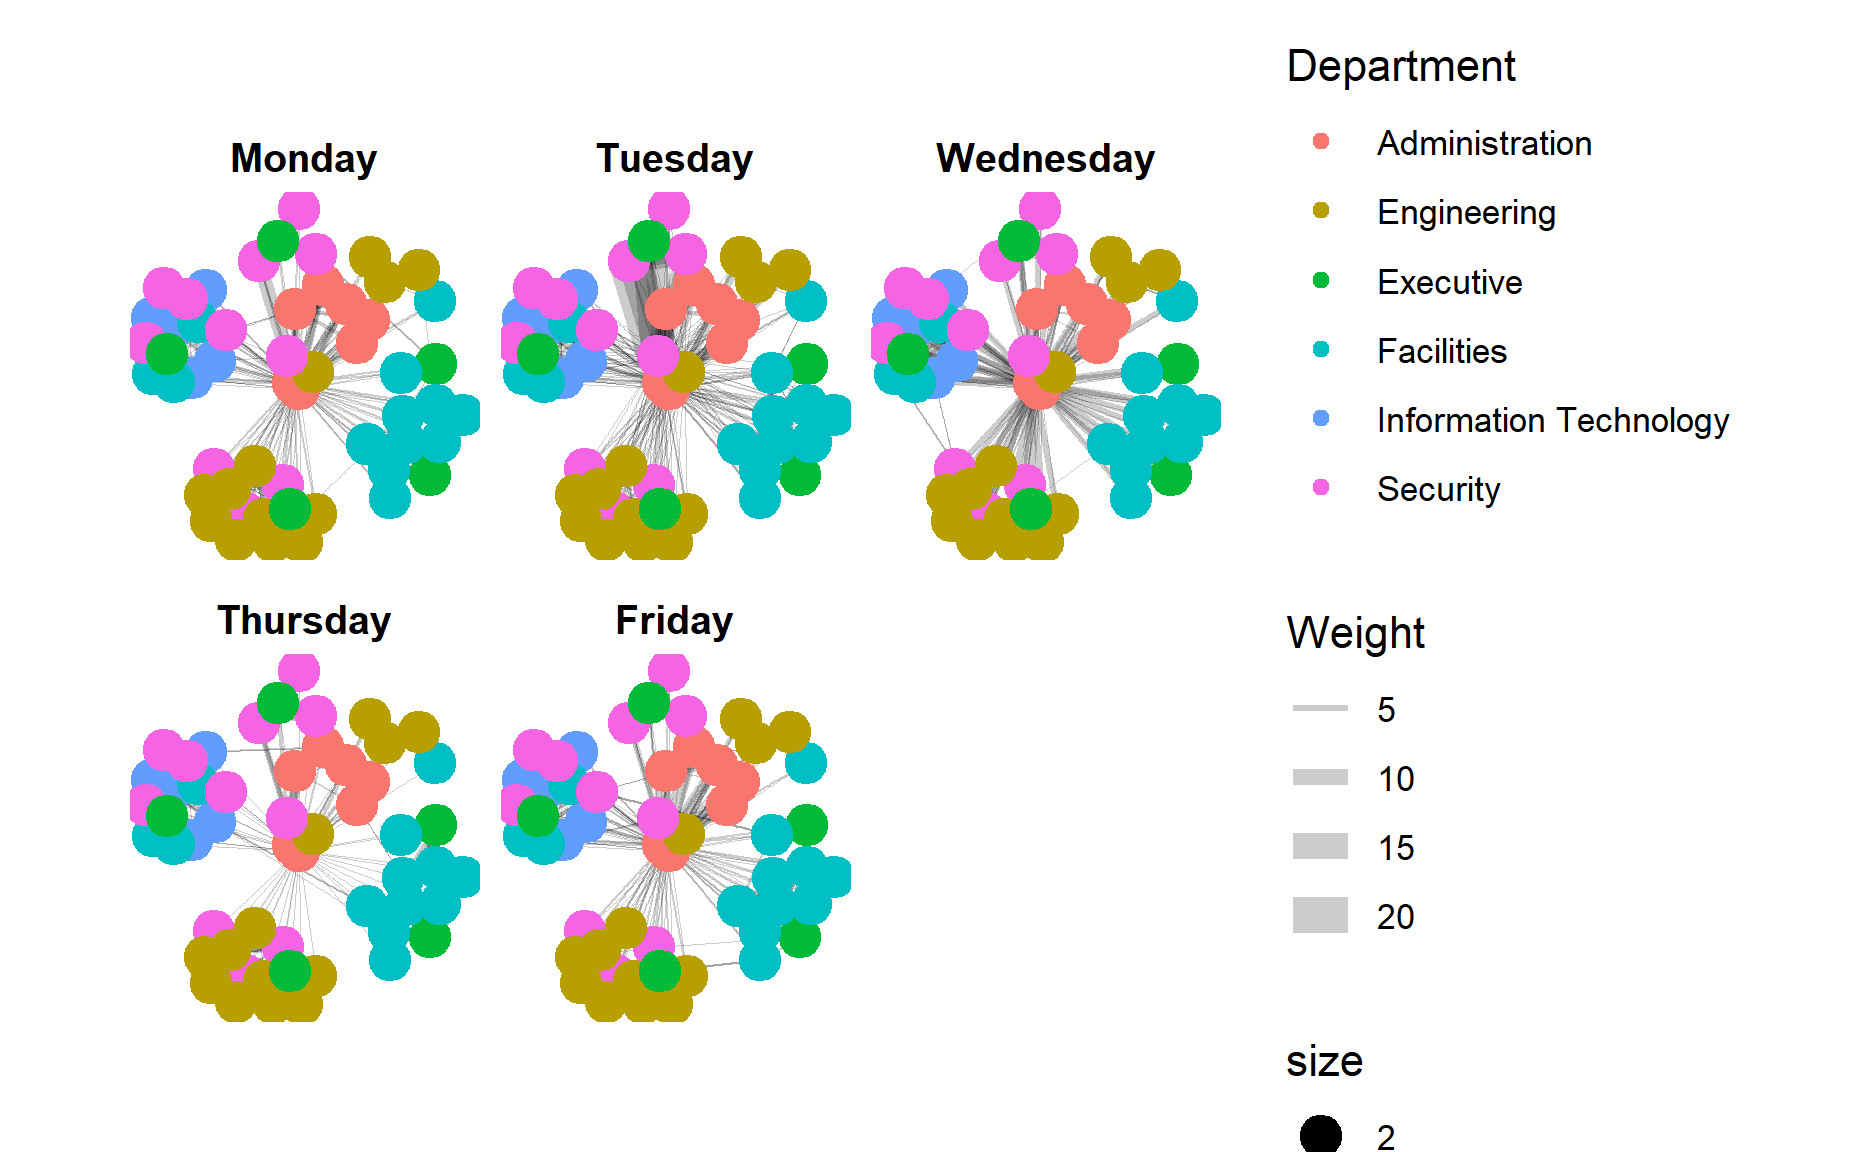 Monday
Tuesday
Wednesday
Thursday
Friday
Department
Administration
Engineering
Executive
Facilities
Information Technology
Security
Weight
5
10
15
20
size
2